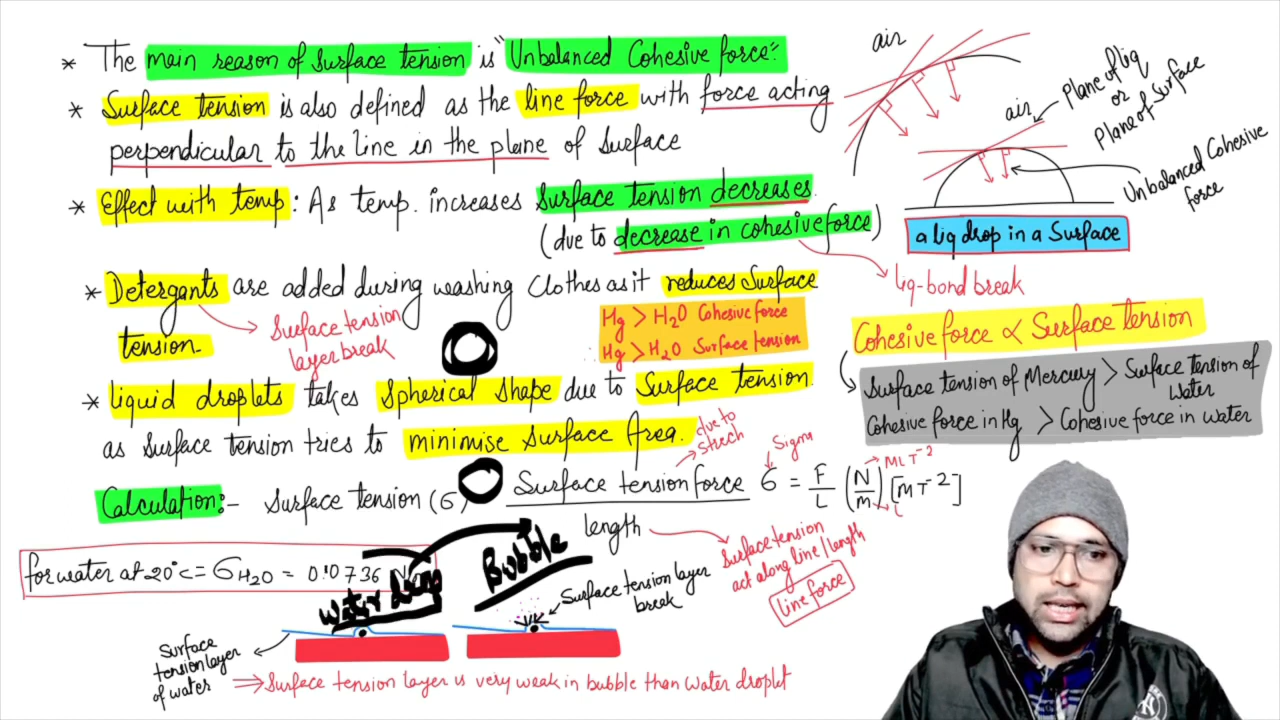 * The main reason of surface tension is "Unbalanced Cohesive force".
* Surface tension is also defined as the line force with force acting
perpendicular to the line in the plane of surface
* Effect with temp: As temp. increases surface tension decreases.
(due to decrease in cohesive force)
liq-bond break
* Detergants are added during washing clothes as it reduces surface
tension.
Surface tension
layer break
Hg > H2O Cohesive force
Hg > H2O Surface tension
* liquid droplets takes spherical shape due to surface tension.
as surface tension tries to minimise surface Area.
Calculation:- Surface tension (σ)
Surface tension force
length
due to
strech
Sigma
σ = F/L (N/m) [MT-2]
MLT-2
L
Surface tension
act along line/length
line force
for water at 20°C = σH2O = 0.0736 N
water drop
Bubble
Surface tension layer
break
Surface
tension layer
of water
⇒ Surface tension layer is very weak in bubble than water droplet
air
air
Plane of liq
or
Plane of surface
Unbalanced Cohesive
force
a liq drop in a Surface
Cohesive force ∝ Surface tension
Surface tension of Mercury > Surface tension of
Water
Cohesive force in Hg > Cohesive force in water